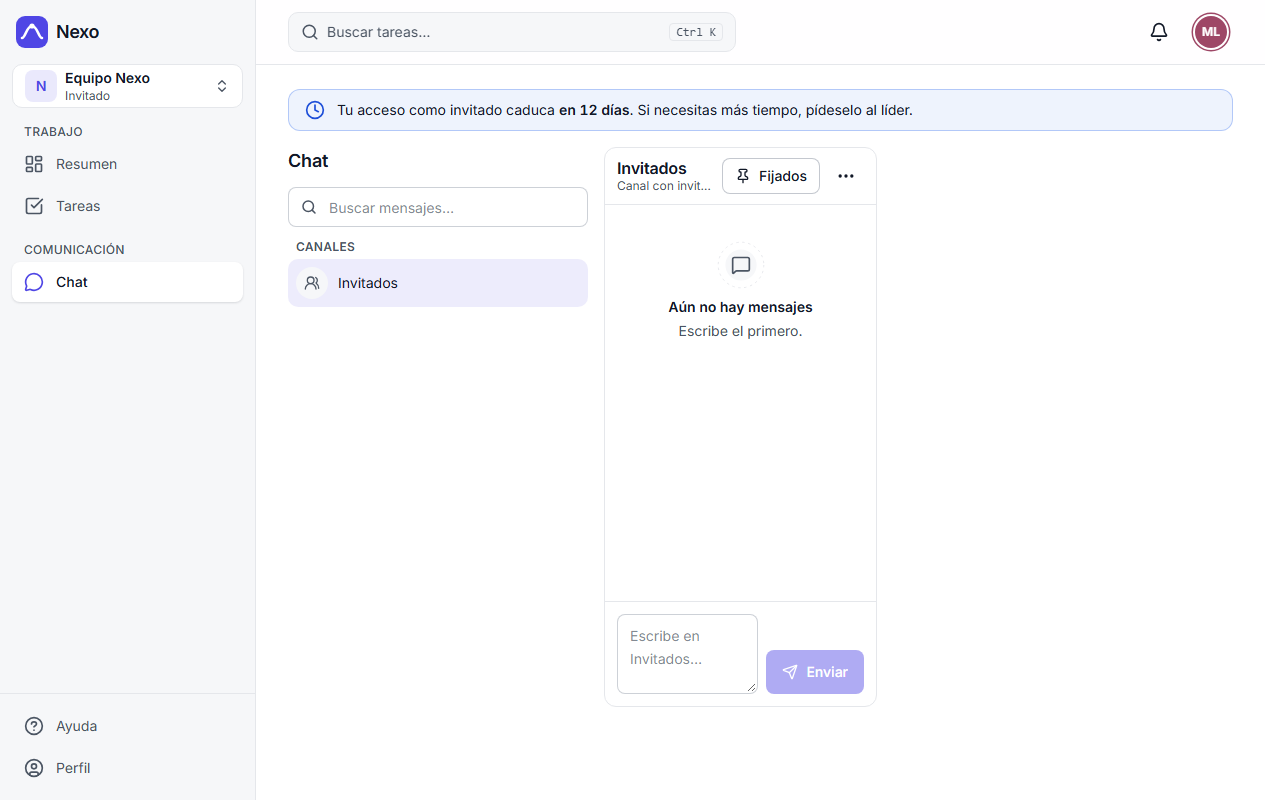 Nexo
N
Equipo Nexo
Invitado
TRABAJO
Resumen
Tareas
COMUNICACIÓN
Chat
Ayuda
Perfil
Buscar tareas...
Ctrl K
ML
Tu acceso como invitado caduca en 12 días. Si necesitas más tiempo, pídeselo al líder.
Chat
Buscar mensajes...
CANALES
Invitados
Invitados
Canal con invit...
Fijados
Aún no hay mensajes
Escribe el primero.
Escribe en
Invitados...
Enviar